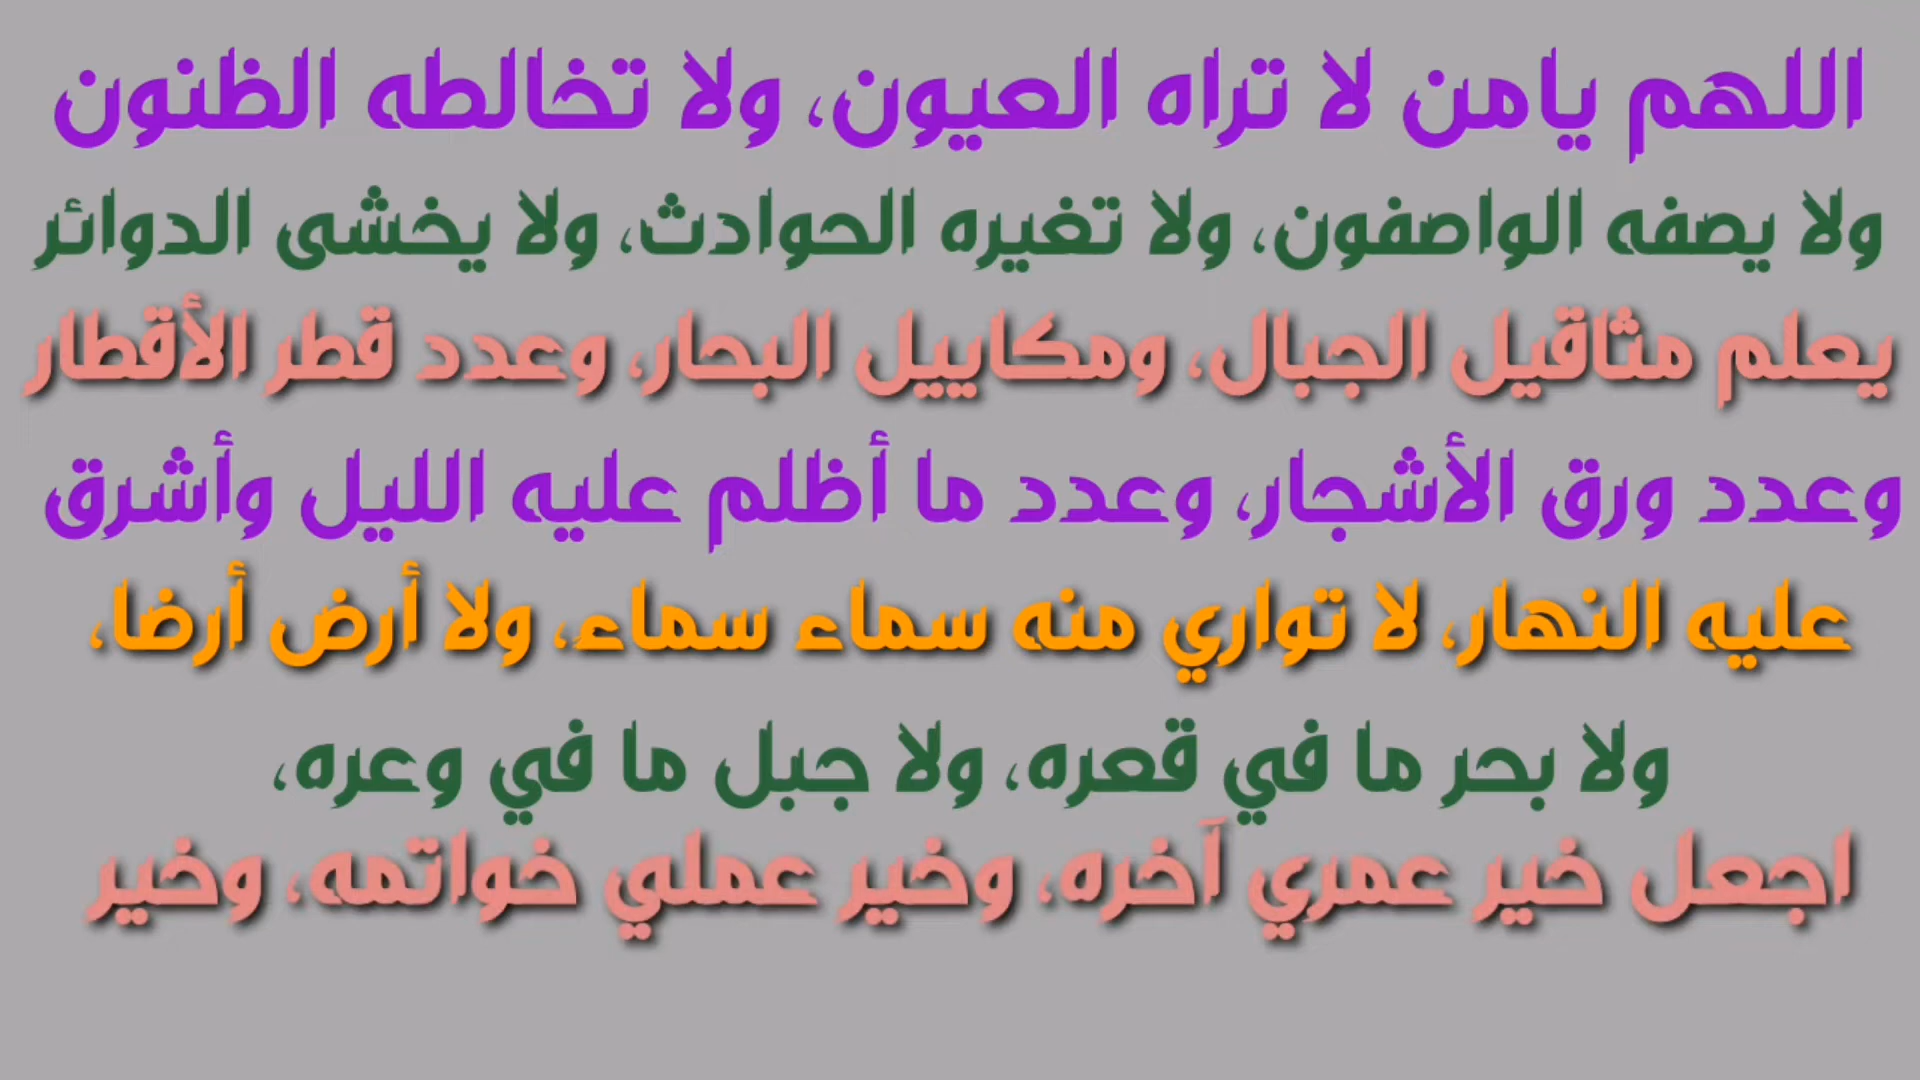 اللهم يامن لا تراه العيون، ولا تخالطه الظنون
ولا يصفه الواصفون، ولا تغيره الحوادث، ولا يخشى الدوائر
يعلم مثاقيل الجبال، ومكاييل البحار، وعدد قطر الأقطار
وعدد ورق الأشجار، وعدد ما أظلم عليه الليل وأشرق
عليه النهار، لا تواري منه سماء سماء، ولا أرض أرضا،
ولا بحر ما في قعره، ولا جبل ما في وعره،
اجعل خير عمري آخره، وخير عملي خواتمه، وخير